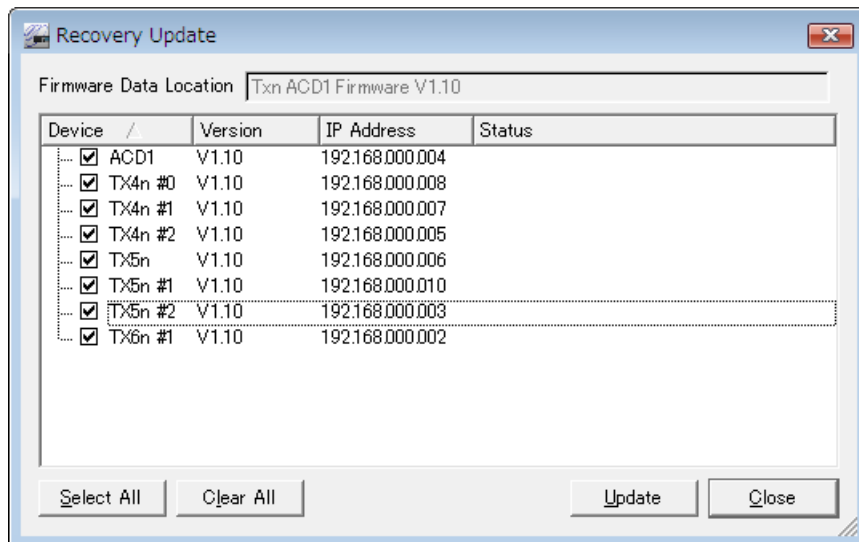 Recovery Update
Firmware Data Location Txn ACD1 Firmware V1.10
Device Version IP Address Status
ACD1 V1.10 192.168.000.004
TX4n #0 V1.10 192.168.000.008
TX4n #1 V1.10 192.168.000.007
TX4n #2 V1.10 192.168.000.005
TX5n V1.10 192.168.000.006
TX5n #1 V1.10 192.168.000.010
TX5n #2 V1.10 192.168.000.003
TX6n #1 V1.10 192.168.000.002
Select All Clear All Update Close